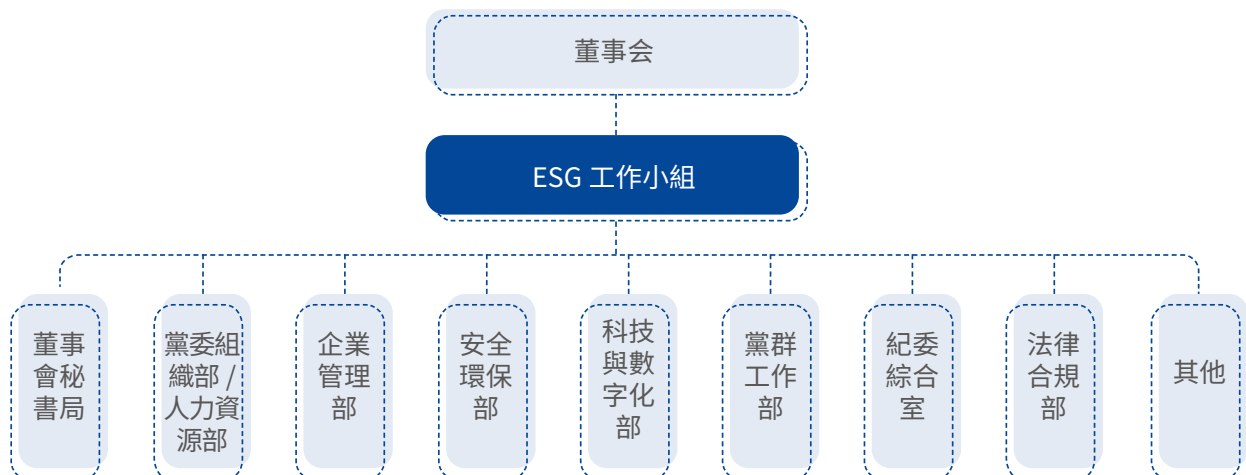 董事会
ESG 工作小組
董事
會秘
書局
黨委組
織部 /
人力資
源部
企業
管理
部
安全
環保
部
科技
與數
字化
部
黨群
工作
部
紀委
綜合
室
法律
合規
部
其他